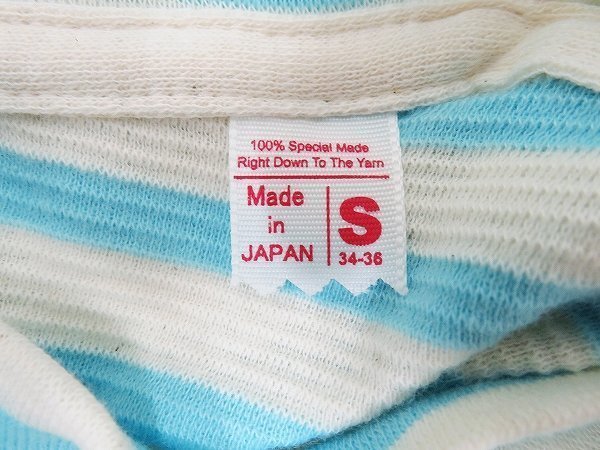 100% Special Made
Right Down To The Yarn
Made
in
JAPAN
S
34-36